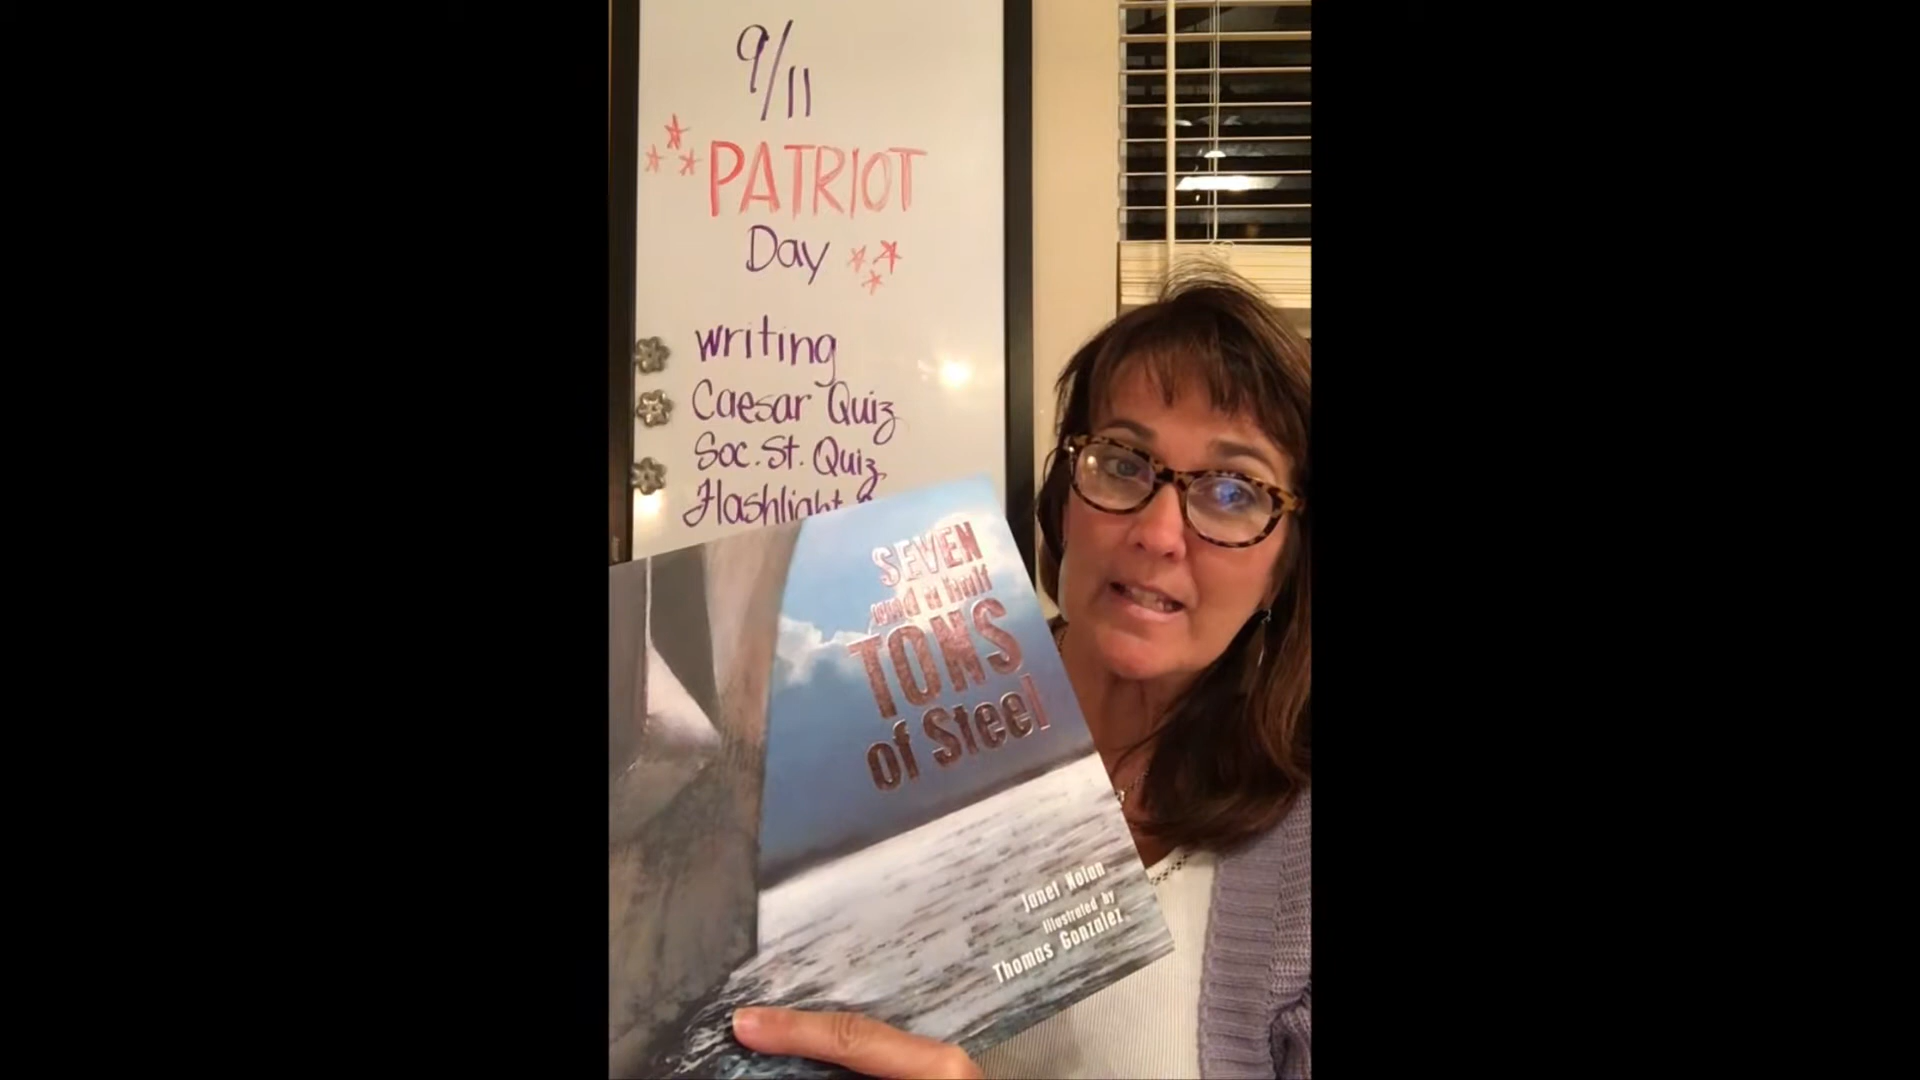 9/11
PATRIOT
Day
writing
Caesar Quiz
Soc. St. Quiz
Flashlight
SEVEN
and a half
TONS
of Steel
Janet Nolan
Illustrated by
Thomas Gonzalez